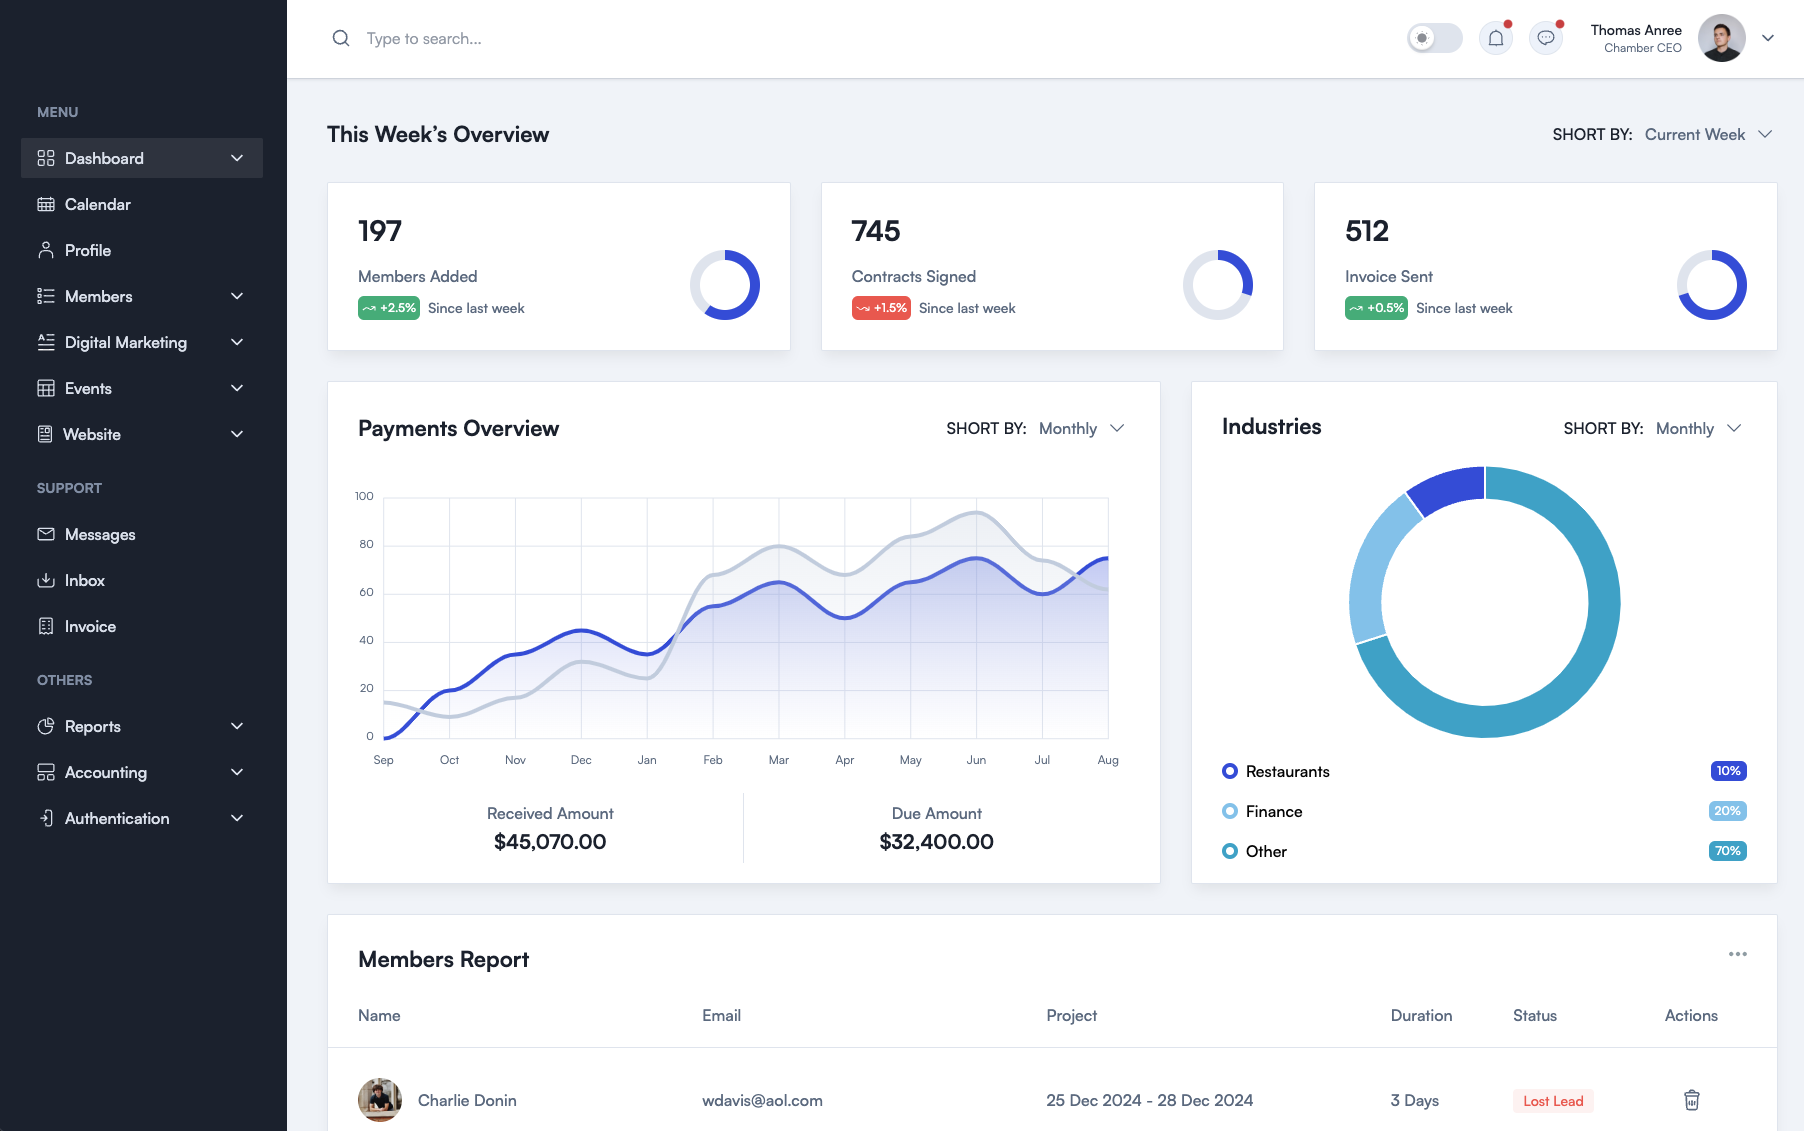 Type to search...
Thomas Anree
Chamber CEO
MENU
Dashboard
Calendar
Profile
Members
Digital Marketing
Events
Website
SUPPORT
Messages
Inbox
Invoice
OTHERS
Reports
Accounting
Authentication
This Week’s Overview
SHORT BY: Current Week
197
Members Added
+2.5% Since last week
745
Contracts Signed
+1.5% Since last week
512
Invoice Sent
+0.5% Since last week
Payments Overview
SHORT BY: Monthly
100
80
60
40
20
0
Sep Oct Nov Dec Jan Feb Mar Apr May Jun Jul Aug
Received Amount
$45,070.00
Due Amount
$32,400.00
Industries
SHORT BY: Monthly
Restaurants 10%
Finance 20%
Other 70%
Members Report
Name Email Project Duration Status Actions
Charlie Donin wdavis@aol.com 25 Dec 2024 - 28 Dec 2024 3 Days Lost Lead